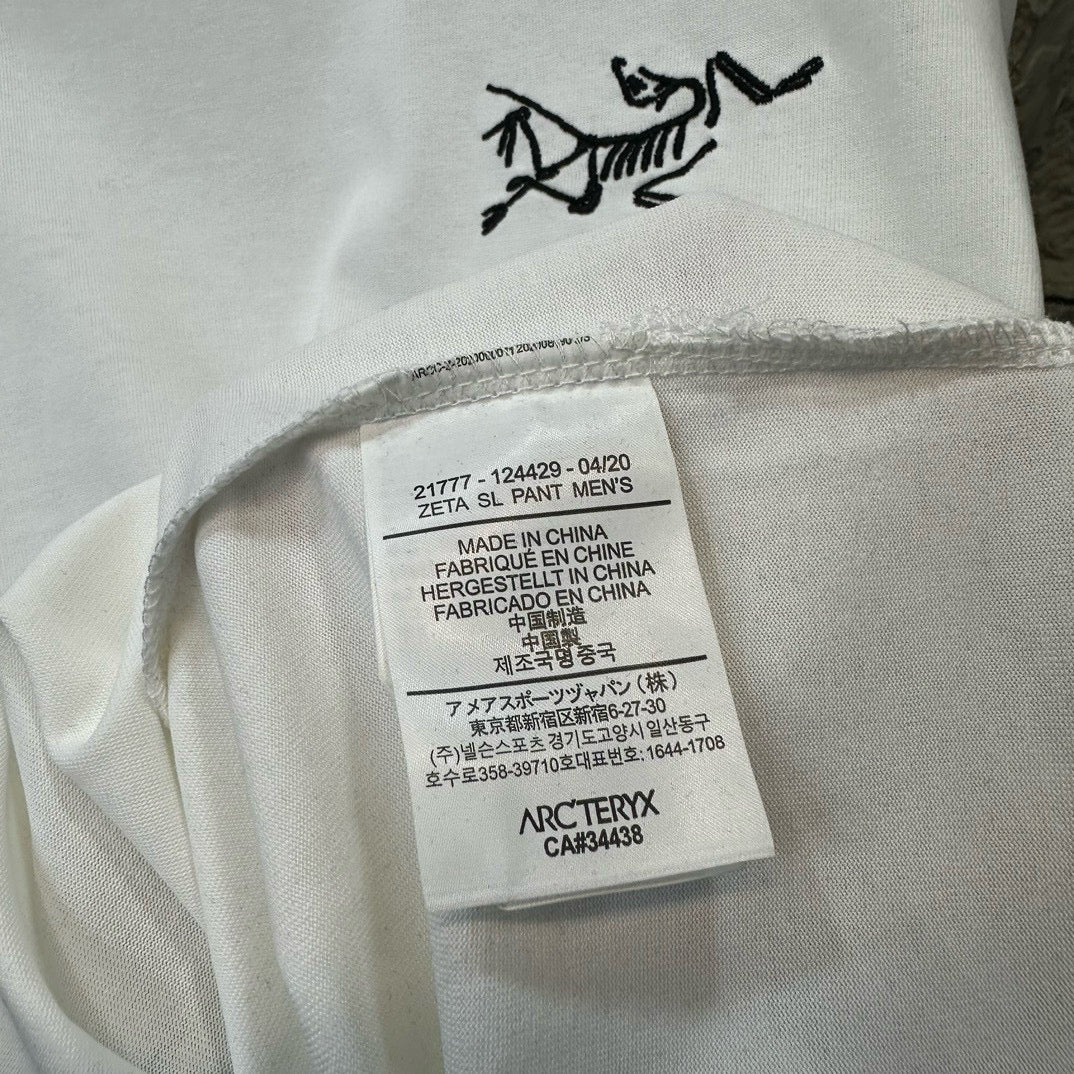 21777 - 124429 - 04/20
ZETA SL PANT MEN'S
MADE IN CHINA
FABRIQUÉ EN CHINE
HERGESTELLT IN CHINA
FABRICADO EN CHINA
中国制造
中国製
제조국명 중국
アメアスポーツヅャパン (株)
東京都新宿区新宿6-27-30
(주)넬슨스포츠 경기도고양시 일산동구
호수로358-39710호대표번호: 1644-1708
ARC'TERYX
CA#34438